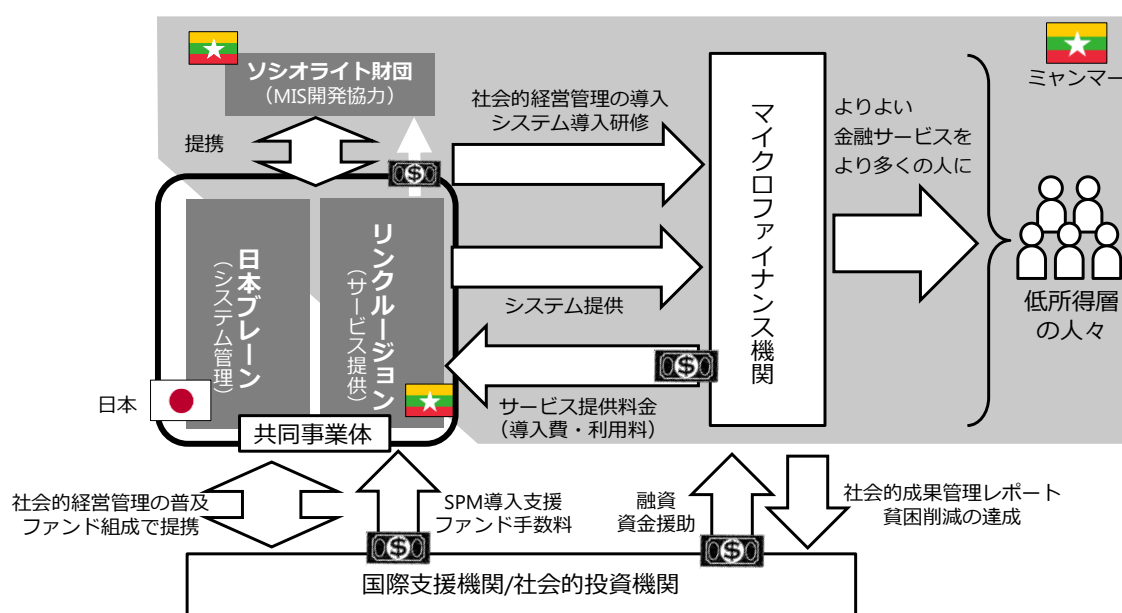 ソシオライト財団
（MIS開発協力）
ミャンマー
提携
社会的経営管理の導入
システム導入研修
よりよい
金融サービスを
より多くの人に
マイクロファイナンス機関
日本ブレーン
（システム管理）
リンクルージョン
（サービス提供）
システム提供
低所得層
の人々
日本
サービス提供料金
（導入費・利用料）
共同事業体
社会的経営管理の普及
ファンド組成で提携
SPM導入支援
ファンド手数料
融資
資金援助
社会的成果管理レポート
貧困削減の達成
国際支援機関/社会的投資機関